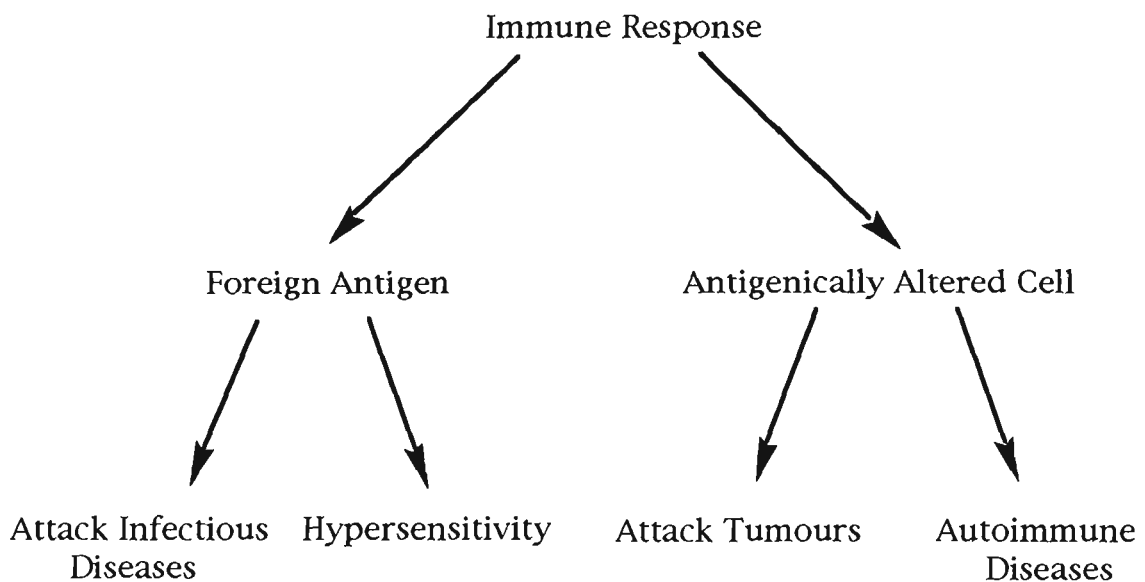 Immune Response
Foreign Antigen
Antigenically Altered Cell
Attack Infectious
Diseases
Hypersensitivity
Attack Tumours
Autoimmune
Diseases